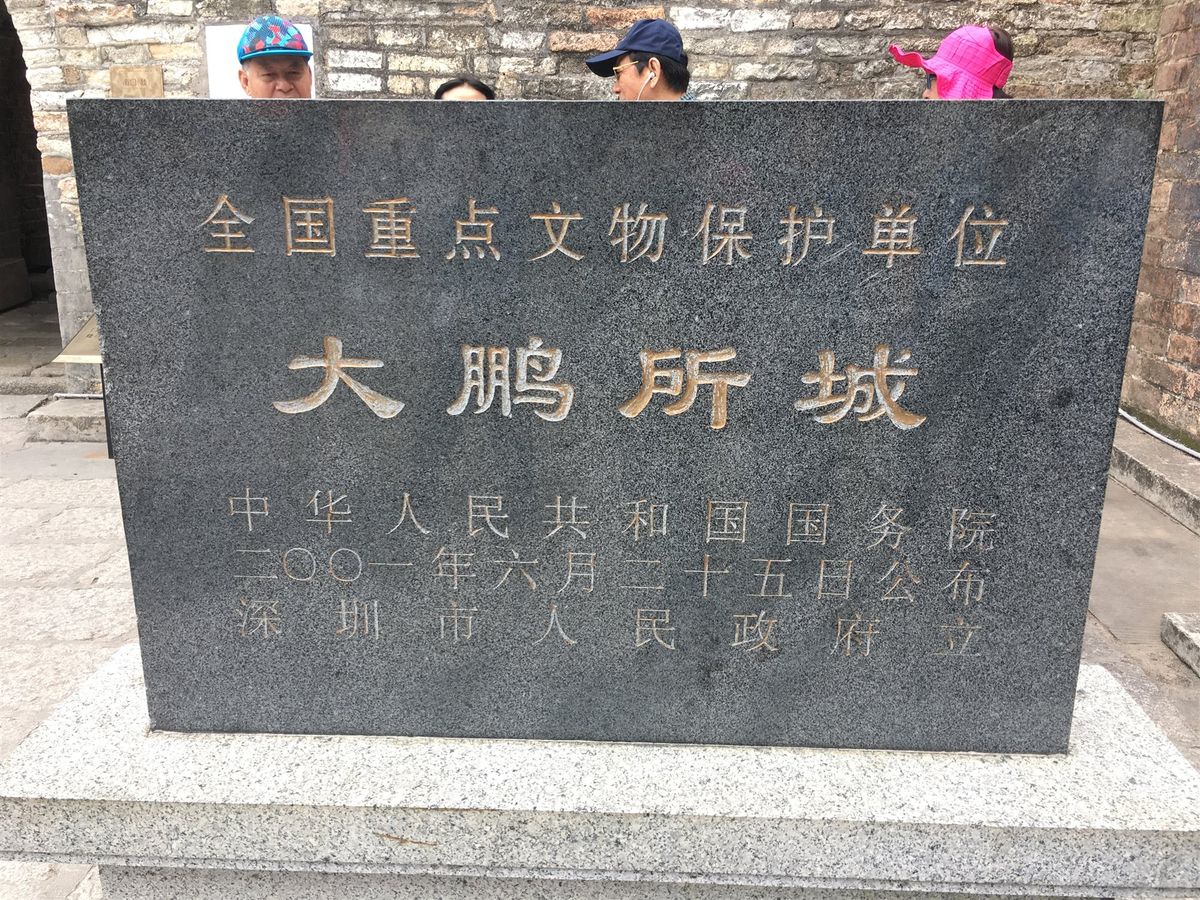 全国重点文物保护单位
大鹏所城
中华人民共和国国务院
二〇〇一年六月二十五日公布
深圳市人民政府立